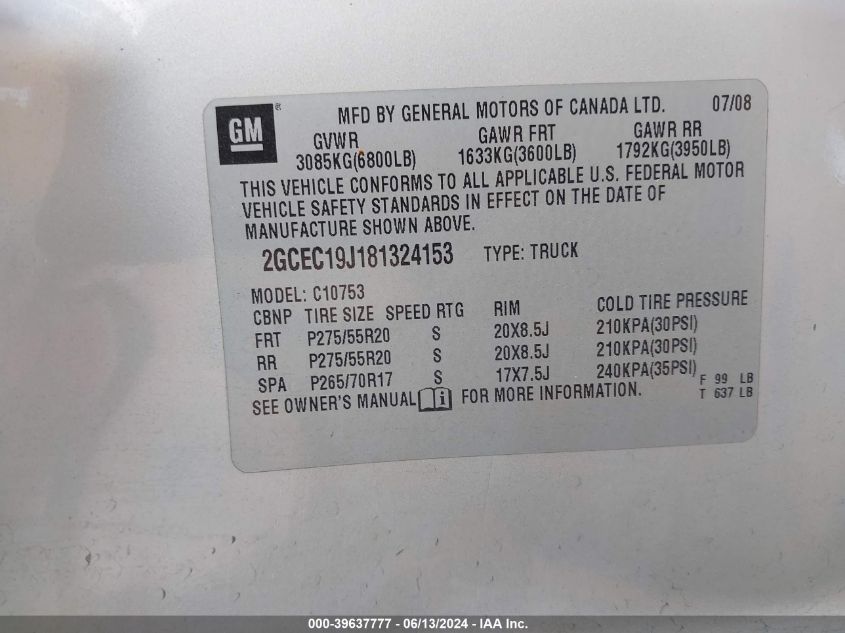 GM ®
MFD BY GENERAL MOTORS OF CANADA LTD. 07/08
GVWR GAWR FRT GAWR RR
3085KG(6800LB) 1633KG(3600LB) 1792KG(3950LB)
THIS VEHICLE CONFORMS TO ALL APPLICABLE U.S. FEDERAL MOTOR
VEHICLE SAFETY STANDARDS IN EFFECT ON THE DATE OF
MANUFACTURE SHOWN ABOVE.
2GCEC19J181324153 TYPE: TRUCK
MODEL: C10753
CBNP TIRE SIZE SPEED RTG RIM COLD TIRE PRESSURE
FRT P275/55R20 S 20X8.5J 210KPA(30PSI)
RR P275/55R20 S 20X8.5J 210KPA(30PSI)
SPA P265/70R17 S 17X7.5J 240KPA(35PSI)
SEE OWNER'S MANUAL i FOR MORE INFORMATION.
F 99 LB
T 637 LB
000-39637777 - 06/13/2024 - IAA Inc.